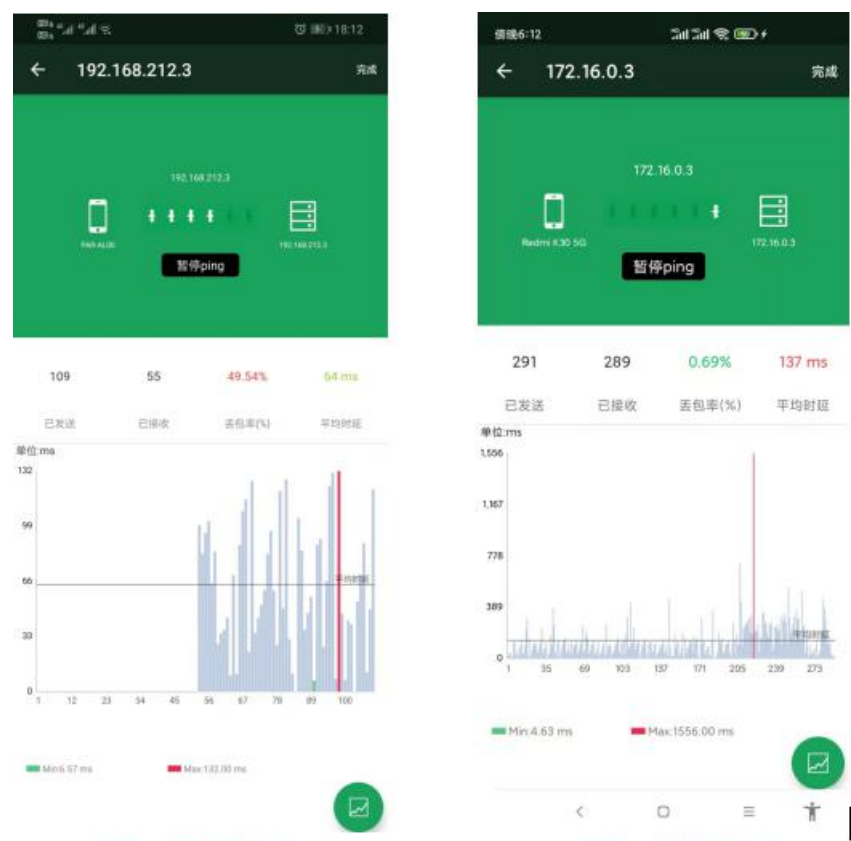 18:12
192.168.212.3
完成
192.168.212.3
PAR-AL00
192.168.212.3
暂停ping
109
55
49.54%
64 ms
已发送
已接收
丢包率(%)
平均时延
单位:ms
132
99
66
33
0
平均时延
1
12
23
34
45
56
67
78
89
100
Min:6.57 ms
Max:132.00 ms
傍晚6:12
172.16.0.3
完成
172.16.0.3
Redmi K30 5G
172.16.0.3
暂停ping
291
289
0.69%
137 ms
已发送
已接收
丢包率(%)
平均时延
单位:ms
1,556
1,167
778
389
0
平均时延
1
35
69
103
137
171
205
239
273
Min:4.63 ms
Max:1556.00 ms